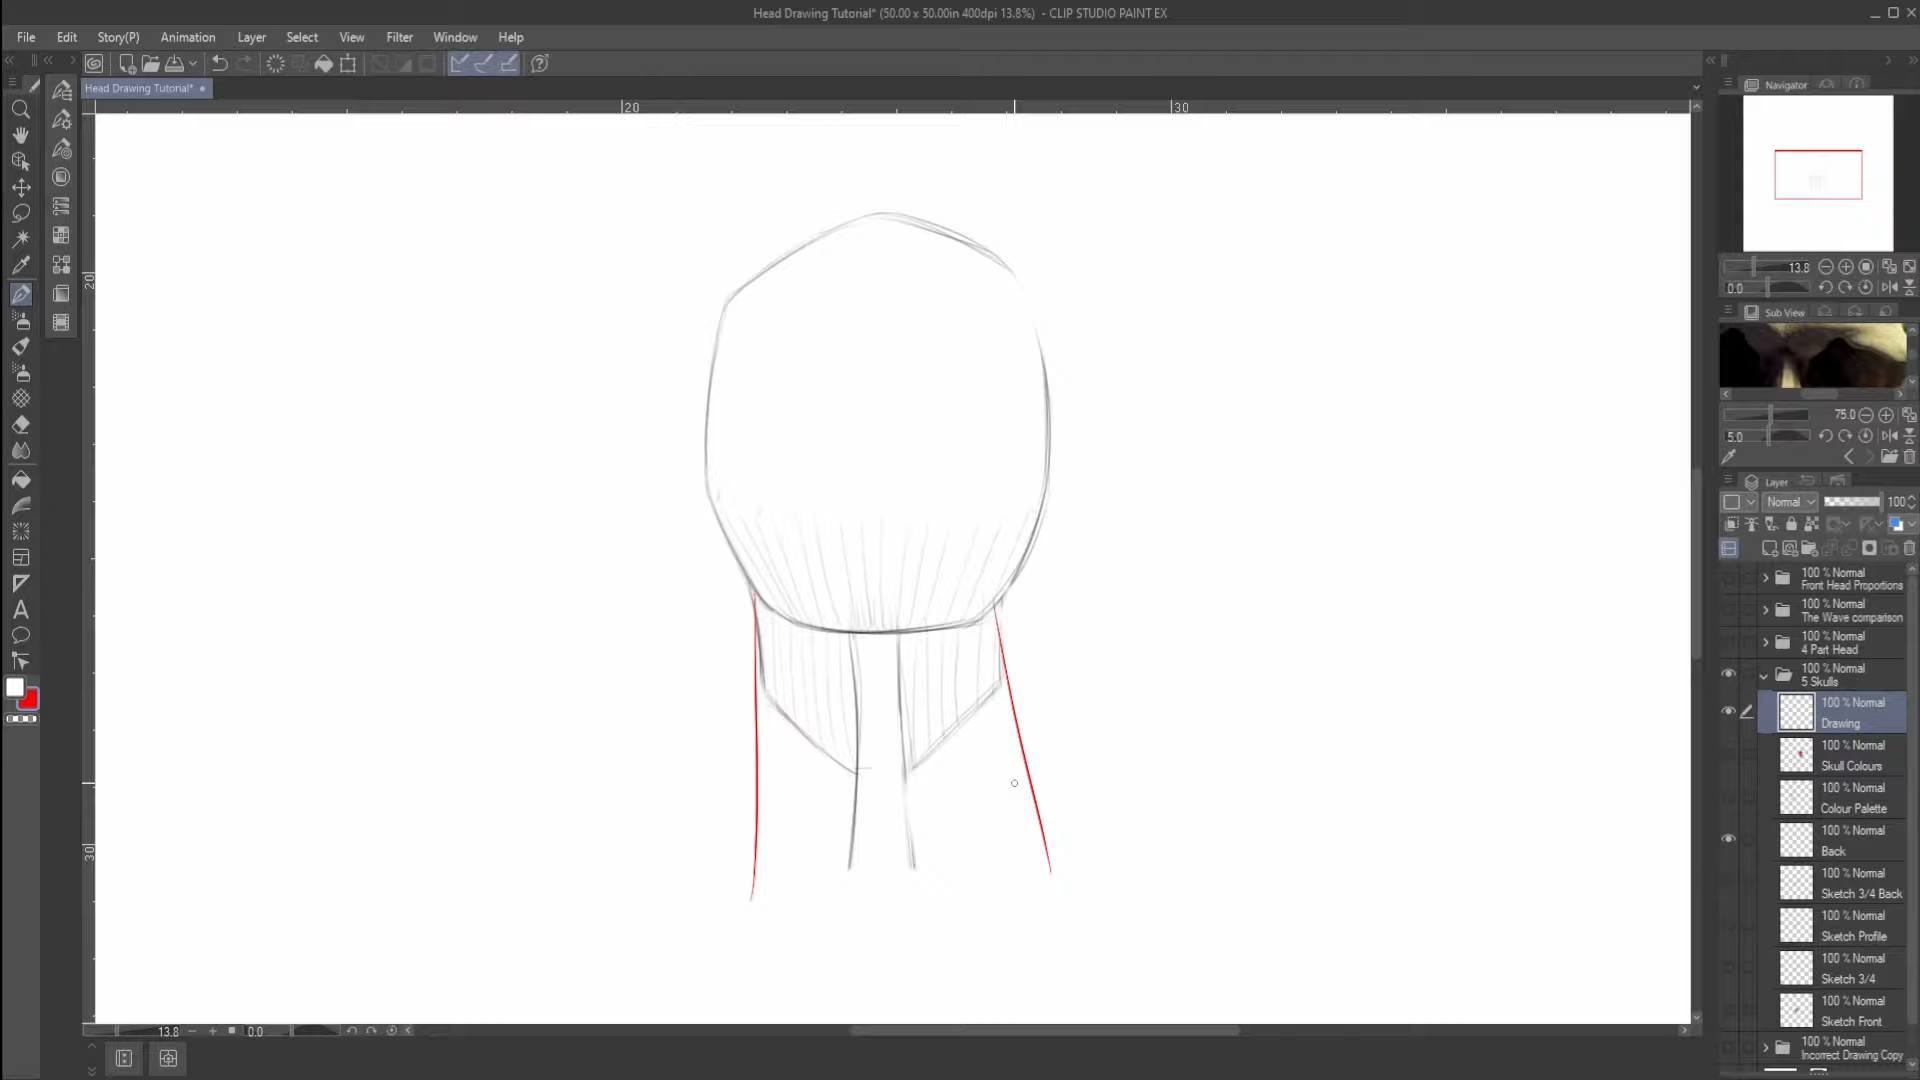 Head Drawing Tutorial* (50.00 x 50.00in 400dpi 13.8%) - CLIP STUDIO PAINT EX
File Edit Story(P) Animation Layer Select View Filter Window Help
Head Drawing Tutorial*
Navigator
20 30
20
30
13.8
0.0
Sub View
75.0
5.0
Layer
Normal 100
100 % Normal
Front Head Proportions
100 % Normal
The Wave comparison
100 % Normal
4 Part Head
100 % Normal
5 Skulls
100 % Normal
Drawing
100 % Normal
Skull Colours
100 % Normal
Colour Palette
100 % Normal
Back
100 % Normal
Sketch 3/4 Back
100 % Normal
Sketch Profile
100 % Normal
Sketch 3/4
100 % Normal
Sketch Front
100 % Normal
Incorrect Drawing Copy
13.8 0.0